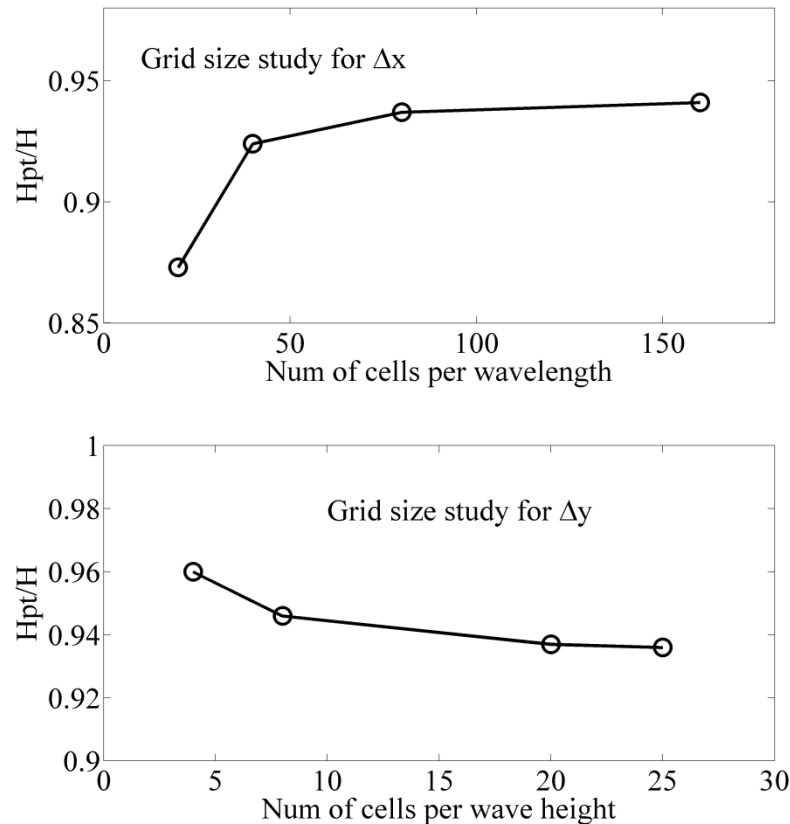 Grid size study for Δx
0.95
0.9
0.85
Hpt/H
0 50 100 150
Num of cells per wavelength
1
Grid size study for Δy
0.98
0.96
0.94
0.92
0.9
Hpt/H
0 5 10 15 20 25 30
Num of cells per wave height